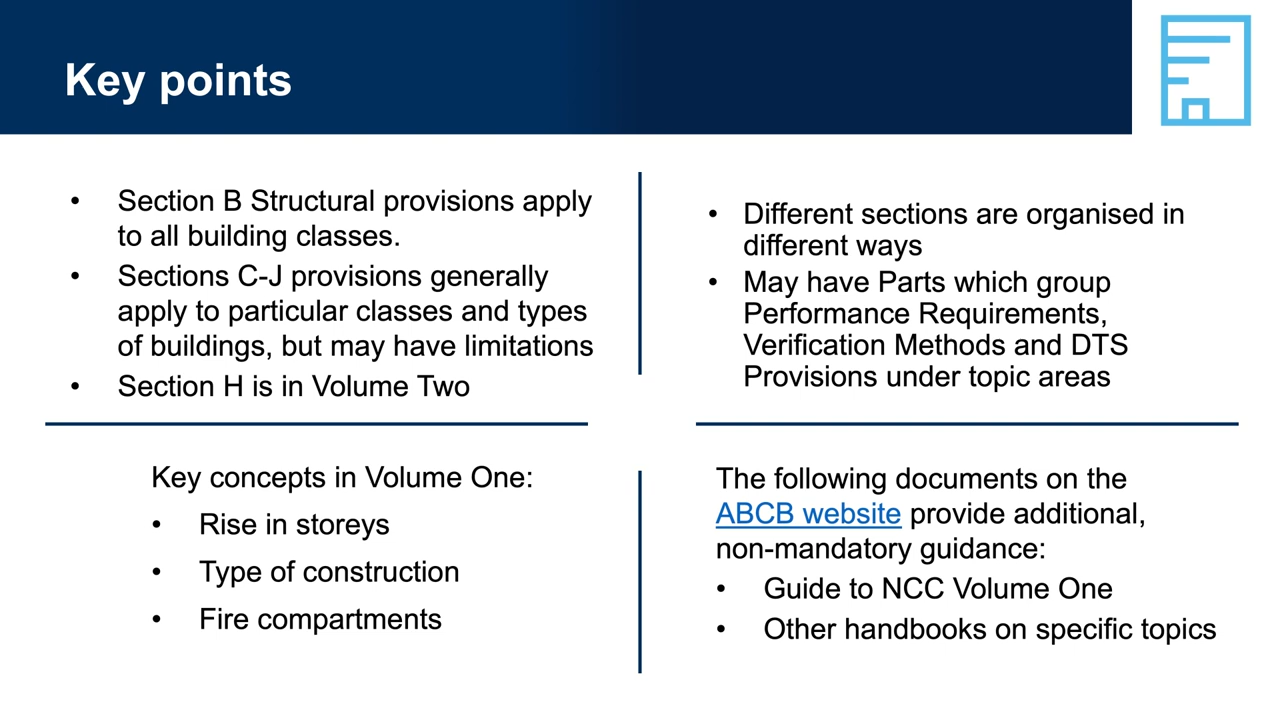 Key points
• Section B Structural provisions apply
to all building classes.
• Sections C-J provisions generally
apply to particular classes and types
of buildings, but may have limitations
• Section H is in Volume Two
• Different sections are organised in
different ways
• May have Parts which group
Performance Requirements,
Verification Methods and DTS
Provisions under topic areas
Key concepts in Volume One:
• Rise in storeys
• Type of construction
• Fire compartments
The following documents on the
ABCB website provide additional,
non-mandatory guidance:
• Guide to NCC Volume One
• Other handbooks on specific topics